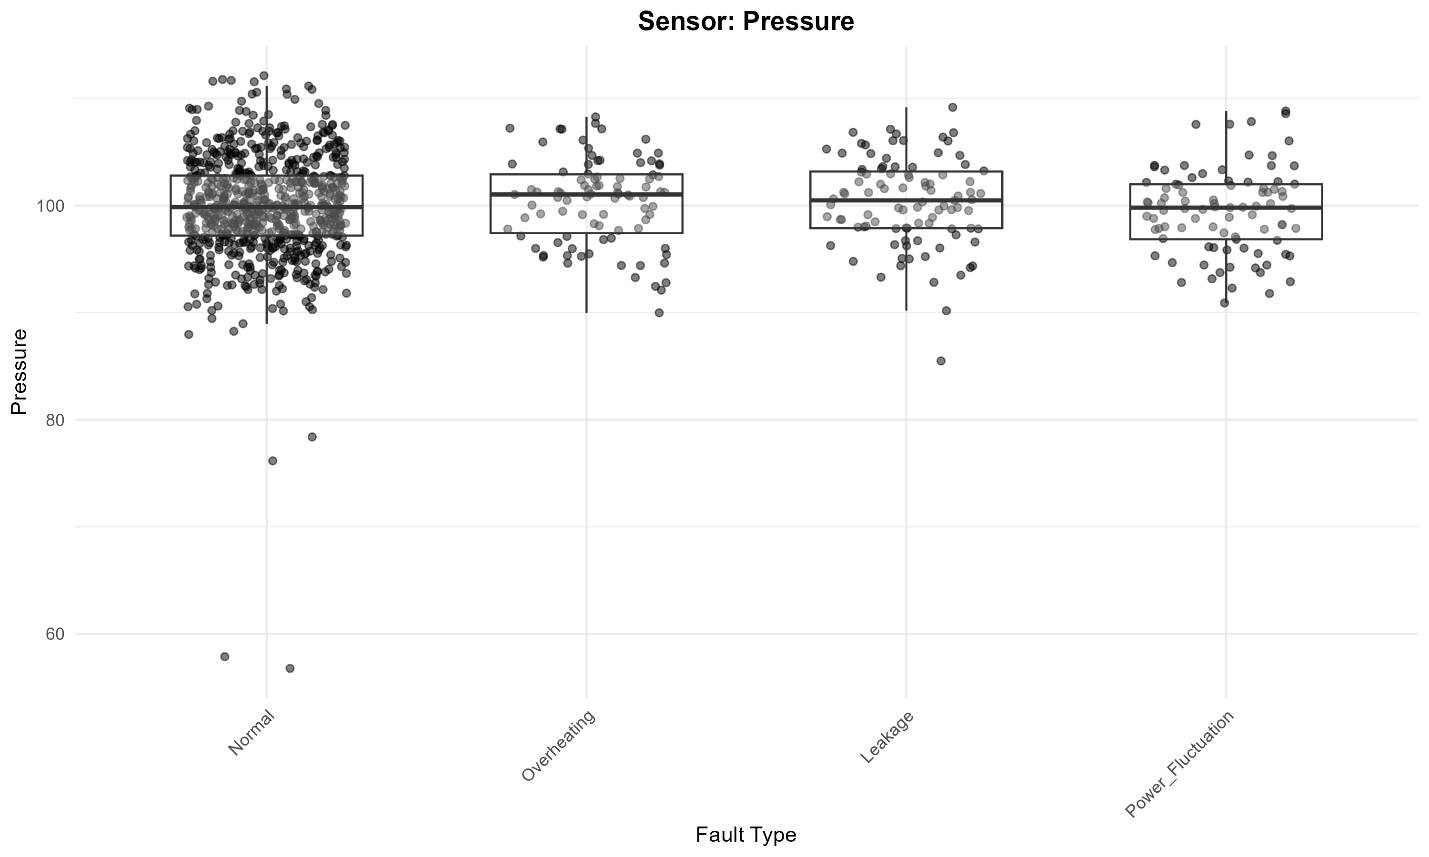 Sensor: Pressure
Pressure
100
80
60
Normal
Overheating
Leakage
Power_Fluctuation
Fault Type